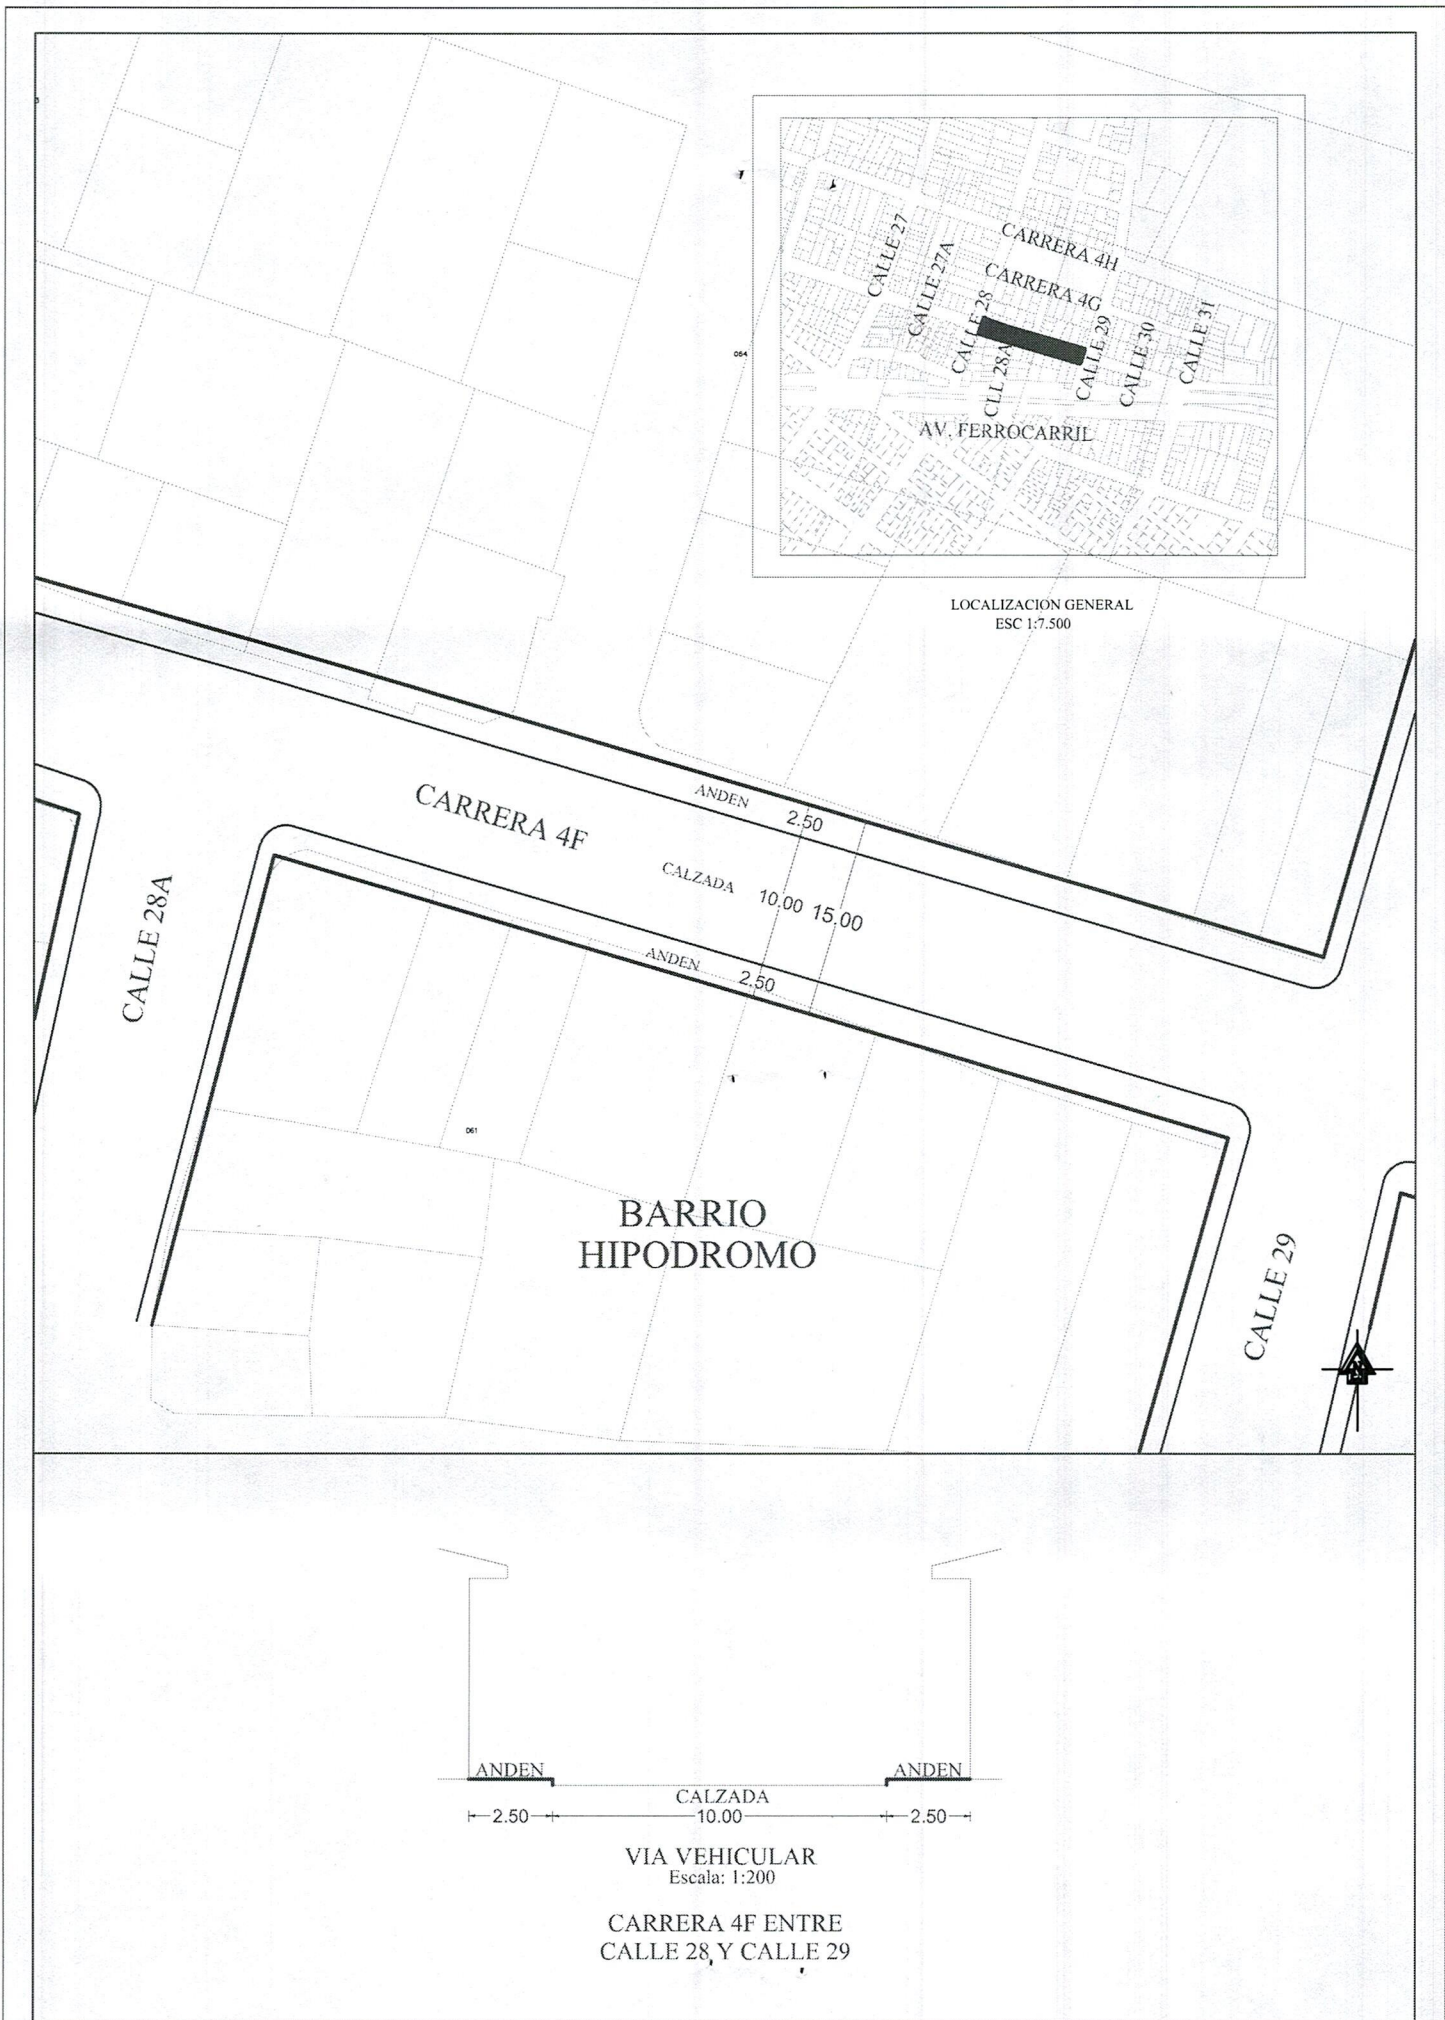 CALLE 27
CALLE 27A
CARRERA 4H
CARRERA 4G
CALLE 28
CLL 28A
CALLE 29
CALLE 30
CALLE 31
AV. FERROCARRIL
064
LOCALIZACION GENERAL
ESC 1:7.500
CARRERA 4F
ANDEN
2.50
CALZADA 10.00 15.00
ANDEN
2.50
CALLE 28A
061
BARRIO
HIPODROMO
CALLE 29
N
ANDEN
ANDEN
CALZADA
2.50
10.00
2.50
VIA VEHICULAR
Escala: 1:200
CARRERA 4F ENTRE
CALLE 28 Y CALLE 29